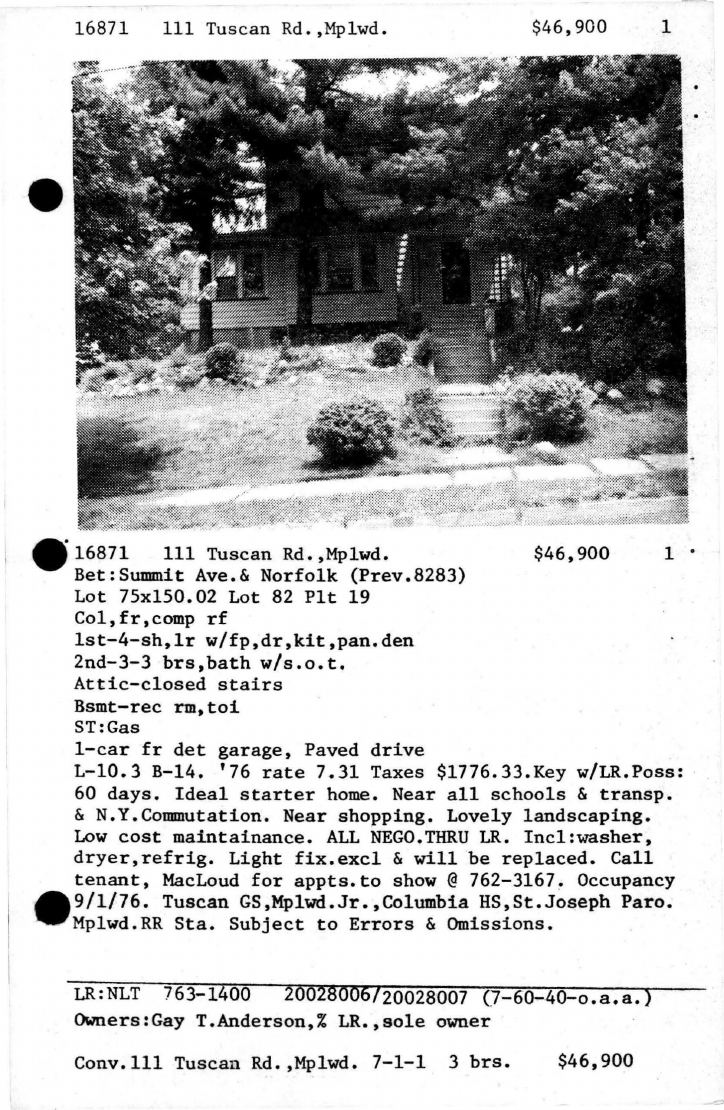 16871 111 Tuscan Rd.,Mplwd. $46,900 1
16871 111 Tuscan Rd.,Mplwd. $46,900 1
Bet:Summit Ave.& Norfolk (Prev.8283)
Lot 75x150.02 Lot 82 Plt 19
Col,fr,comp rf
1st-4-sh,lr w/fp,dr,kit,pan.den
2nd-3-3 brs,bath w/s.o.t.
Attic-closed stairs
Bsmt-rec rm,toi
ST:Gas
1-car fr det garage, Paved drive
L-10.3 B-14. '76 rate 7.31 Taxes $1776.33.Key w/LR.Poss:
60 days. Ideal starter home. Near all schools & transp.
& N.Y.Commutation. Near shopping. Lovely landscaping.
Low cost maintainance. ALL NEGO.THRU LR. Incl:washer,
dryer,refrig. Light fix.excl & will be replaced. Call
tenant, MacLoud for appts.to show @ 762-3167. Occupancy
9/1/76. Tuscan GS,Mplwd.Jr.,Columbia HS,St.Joseph Paro.
Mplwd.RR Sta. Subject to Errors & Omissions.
LR:NLT 763-1400 20028006/20028007 (7-60-40-o.a.a.)
Owners:Gay T.Anderson,% LR.,sole owner
Conv.111 Tuscan Rd.,Mplwd. 7-1-1 3 brs. $46,900